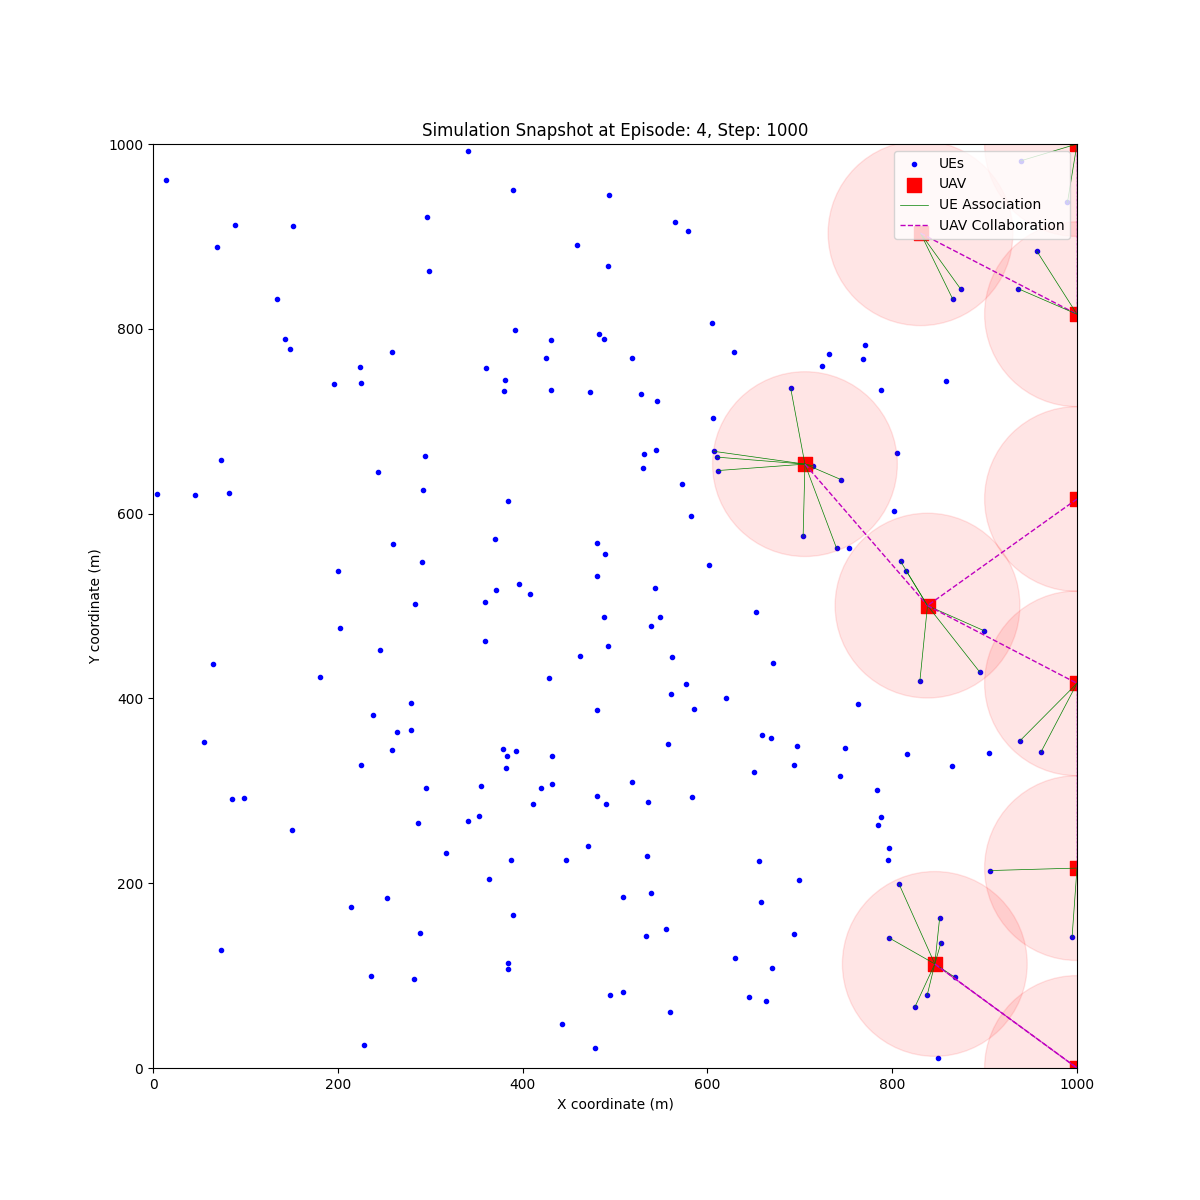 Simulation Snapshot at Episode: 4, Step: 1000
UEs
UAV
UE Association
UAV Collaboration
1000
800
600
400
200
0
Y coordinate (m)
0 200 400 600 800 1000
X coordinate (m)